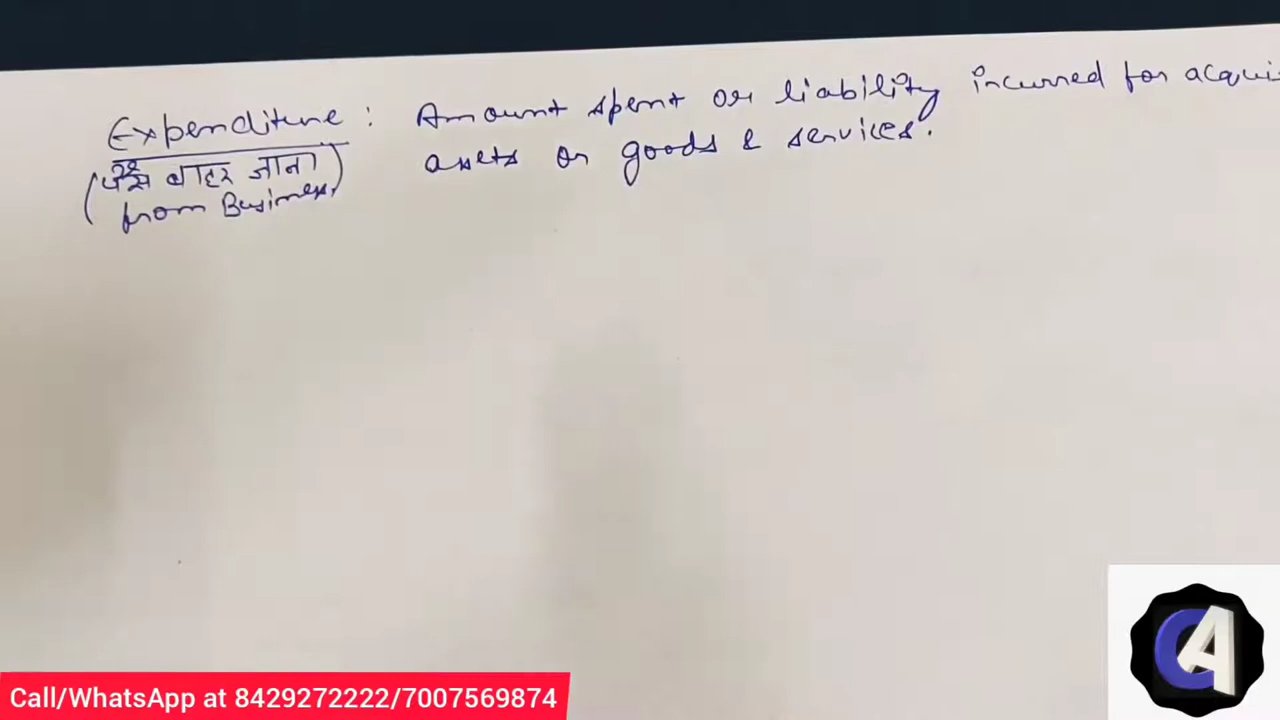 Expenditure : Amount spent or liability incurred for acqui
assets or goods & services.
(पैसे बाहर जाना
from Business)
CA
Call/WhatsApp at 8429272222/7007569874